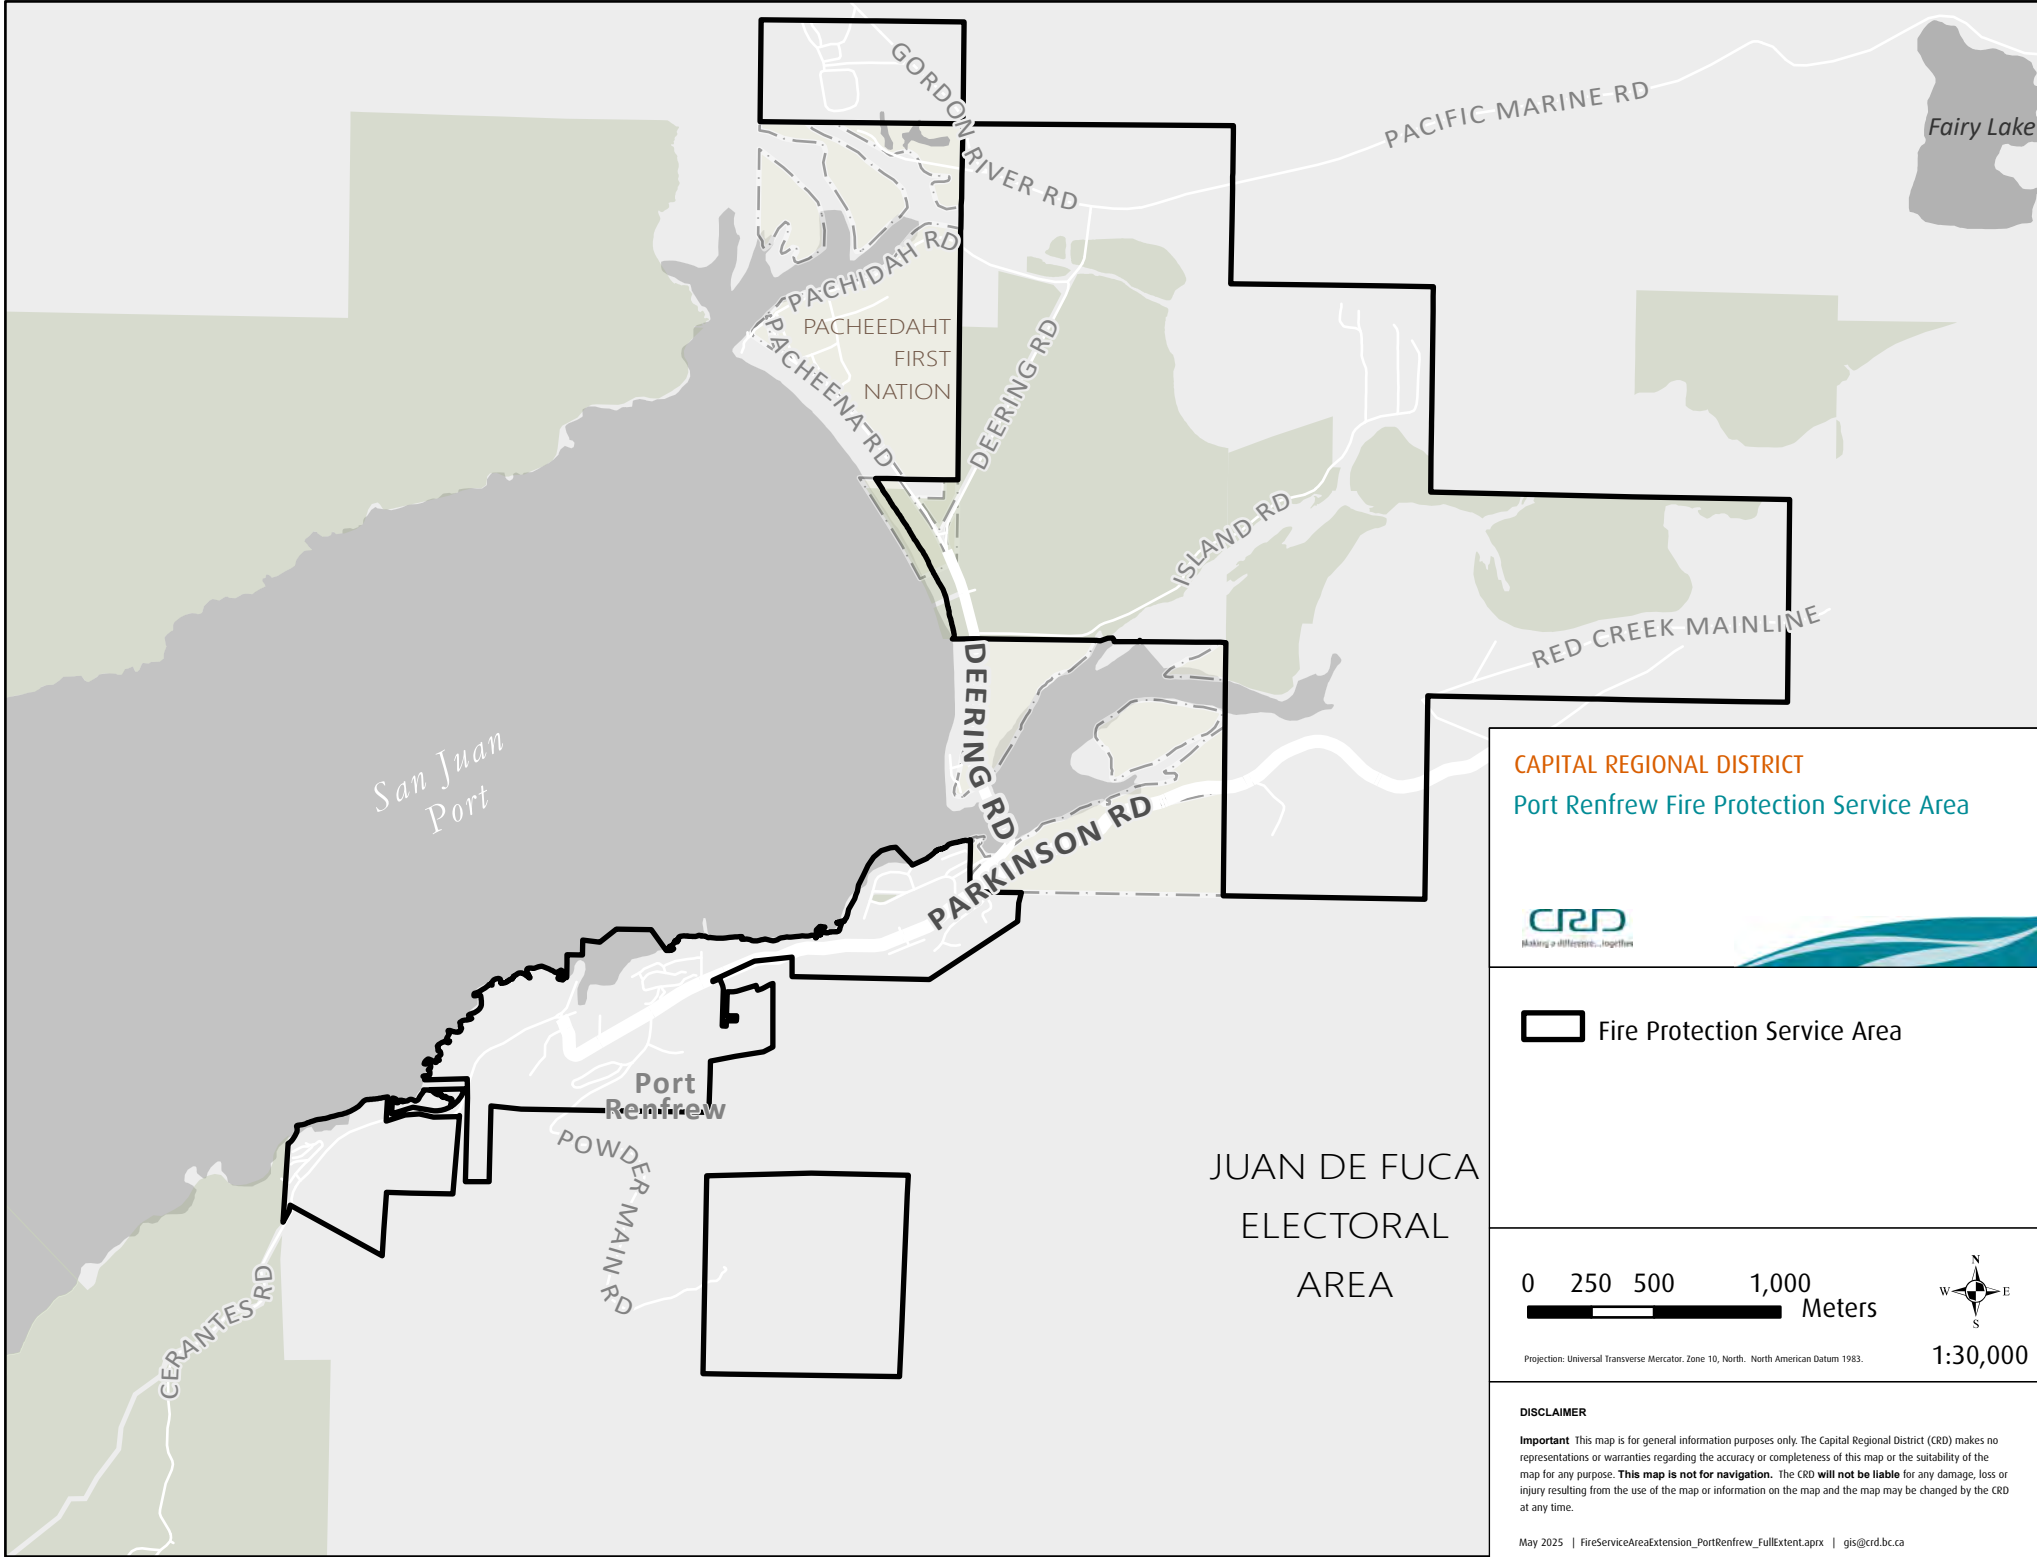 GORDON RIVER RD
PACIFIC MARINE RD
Fairy Lake
PACHIDAH RD
PACHEEDAHT
FIRST
NATION
PACHEENA RD
DEERING RD
ISLAND RD
RED CREEK MAINLINE
DEERING RD
San Juan
Port
PARKINSON RD
Port
Renfrew
POWDER MAIN RD
CERANTES RD
JUAN DE FUCA
ELECTORAL
AREA
CAPITAL REGIONAL DISTRICT
Port Renfrew Fire Protection Service Area
CRD
Making a difference...together
Fire Protection Service Area
0 250 500 1,000
Meters
N
W E
S
Projection: Universal Transverse Mercator. Zone 10, North. North American Datum 1983.
1:30,000
DISCLAIMER
Important This map is for general information purposes only. The Capital Regional District (CRD) makes no
representations or warranties regarding the accuracy or completeness of this map or the suitability of the
map for any purpose. This map is not for navigation. The CRD will not be liable for any damage, loss or
injury resulting from the use of the map or information on the map and the map may be changed by the CRD
at any time.
May 2025 | FireServiceAreaExtension_PortRenfrew_FullExtent.aprx | gis@crd.bc.ca